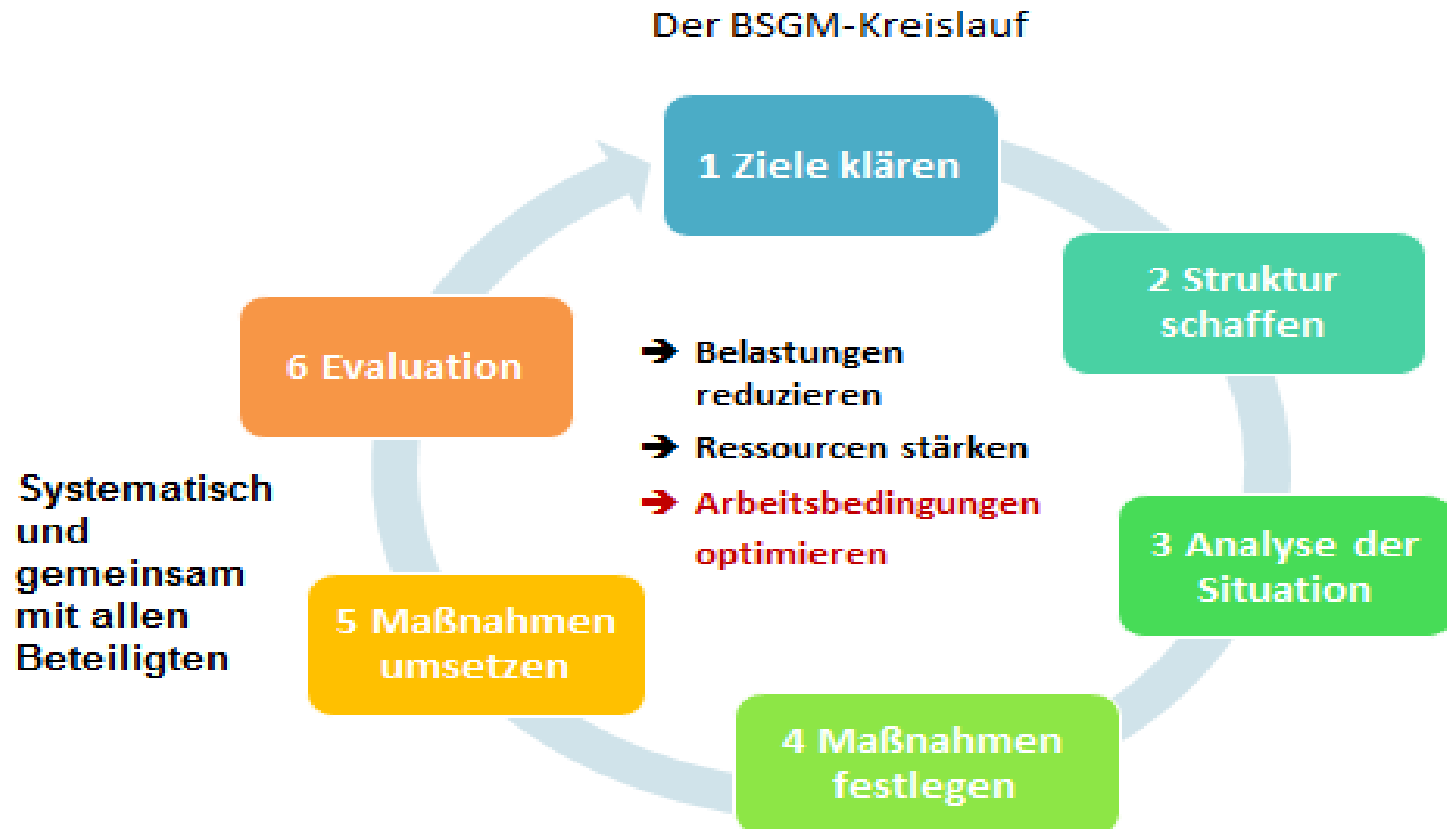 Der BSGM-Kreislauf
1 Ziele klären
2 Struktur
schaffen
3 Analyse der
Situation
4 Maßnahmen
festlegen
5 Maßnahmen
umsetzen
6 Evaluation
➔ Belastungen
reduzieren
➔ Ressourcen stärken
➔ Arbeitsbedingungen
optimieren
Systematisch
und
gemeinsam
mit allen
Beteiligten